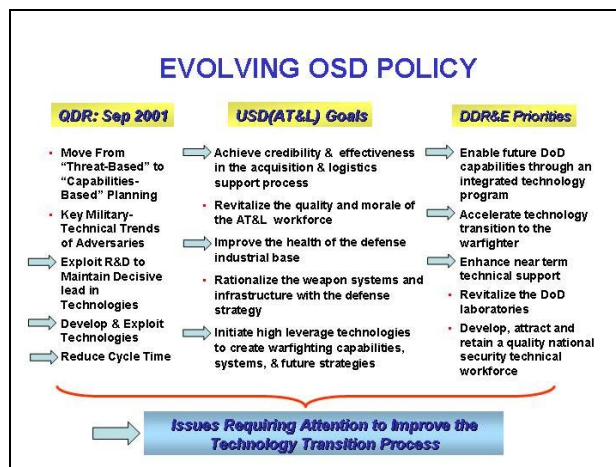 EVOLVING OSD POLICY
QDR: Sep 2001
• Move From
"Threat-Based" to
"Capabilities-
Based" Planning
• Key Military-
Technical Trends
of Adversaries
Exploit R&D to
Maintain Decisive
lead in
Technologies
Develop & Exploit
Technologies
Reduce Cycle Time
USD(AT&L) Goals
Achieve credibility & effectiveness
in the acquisition & logistics
support process
• Revitalize the quality and morale of
the AT&L workforce
Improve the health of the defense
industrial base
• Rationalize the weapon systems and
infrastructure with the defense
strategy
Initiate high leverage technologies
to create warfighting capabilities,
systems, & future strategies
DDR&E Priorities
Enable future DoD
capabilities through an
integrated technology
program
Accelerate technology
transition to the
warfighter
Enhance near term
technical support
• Revitalize the DoD
laboratories
• Develop, attract and
retain a quality national
security technical
workforce
Issues Requiring Attention to Improve the
Technology Transition Process